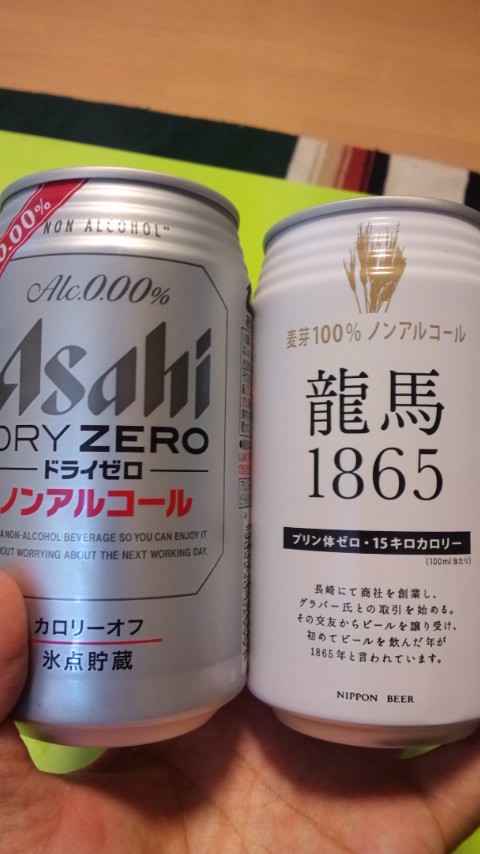 0.00%
NON ALCOHOL
Alc.0.00%
Asahi
DRY ZERO
ドライゼロ
ノンアルコール
A NON-ALCOHOL BEVERAGE SO YOU CAN ENJOY IT
WITHOUT WORRYING ABOUT THE NEXT WORKING DAY.
カロリーオフ
氷点貯蔵
麦芽100% ノンアルコール
龍馬
1865
プリン体ゼロ・15キロカロリー
(100ml当たり)
長崎にて商社を創業し、
グラバー氏との取引を始める。
その交友からビールを譲り受け、
初めてビールを飲んだ年が
1865年と言われています。
NIPPON BEER